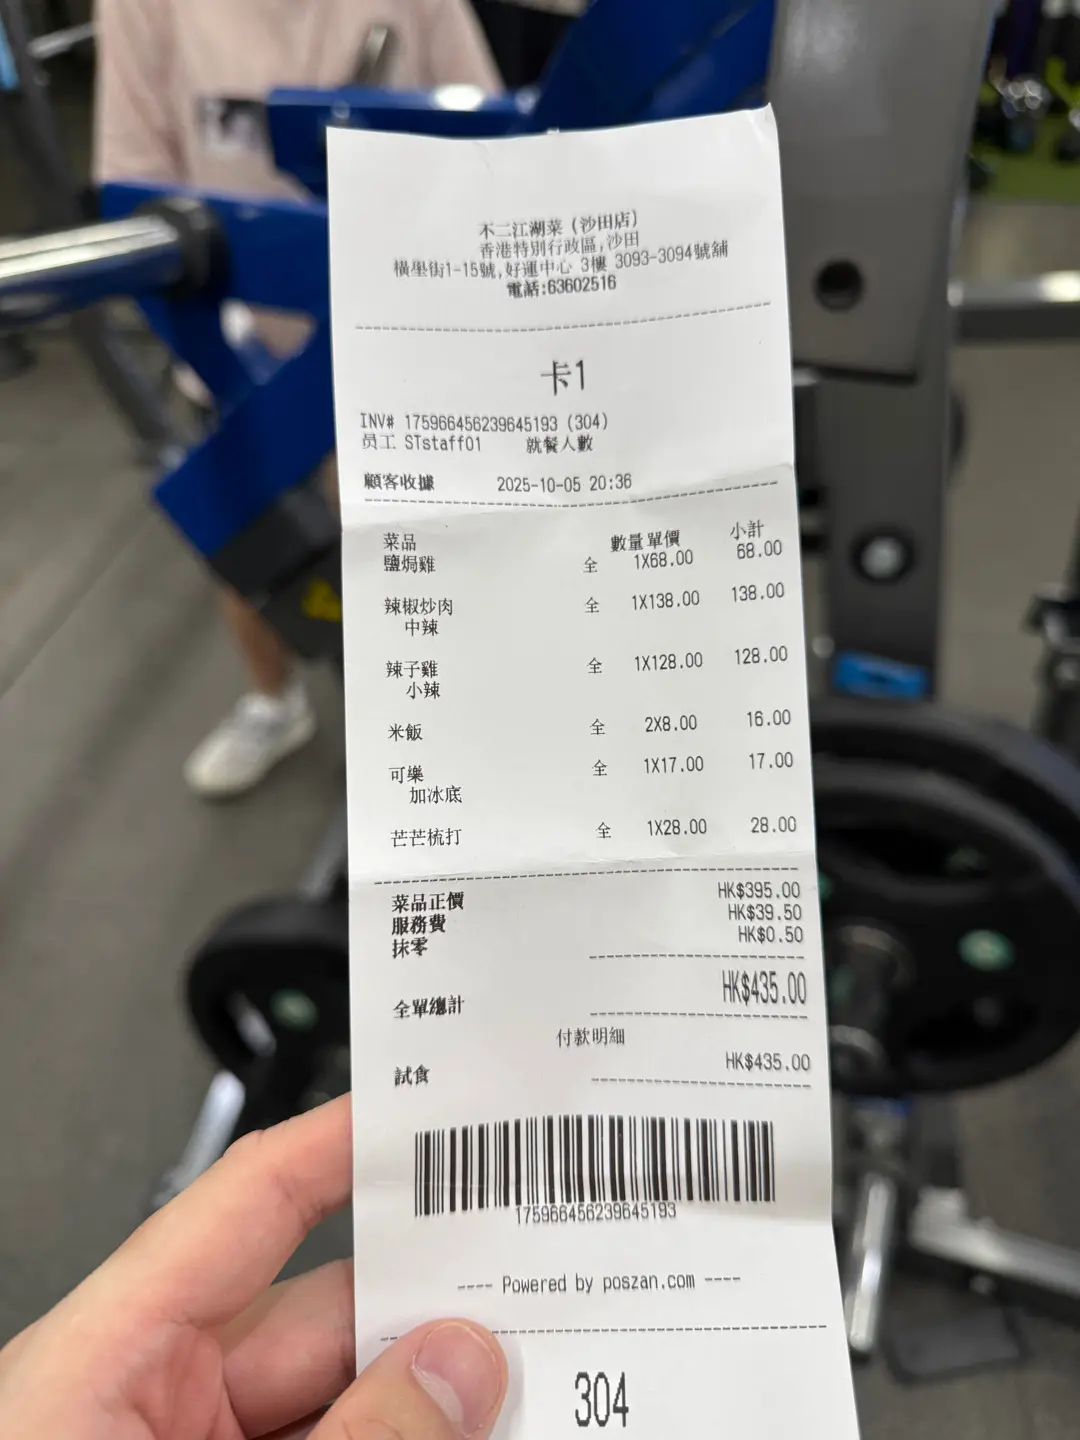 不二江湖菜 (沙田店)
香港特別行政區,沙田
橫壆街1-15號,好運中心 3樓 3093-3094號舖
電話:63602516
卡1
INV# 175966456239645193 (304)
员工 STstaff01 就餐人數
顧客收據 2025-10-05 20:36
菜品 數量單價 小計
鹽焗雞 全 1X68.00 68.00
辣椒炒肉 全 1X138.00 138.00
中辣
辣子雞 全 1X128.00 128.00
小辣
米飯 全 2X8.00 16.00
可樂 全 1X17.00 17.00
加冰底
芒芒梳打 全 1X28.00 28.00
菜品正價 HK$395.00
服務費 HK$39.50
抹零 HK$0.50
全單總計 HK$435.00
付款明細
試食 HK$435.00
175966456239645193
---- Powered by poszan.com ----
304